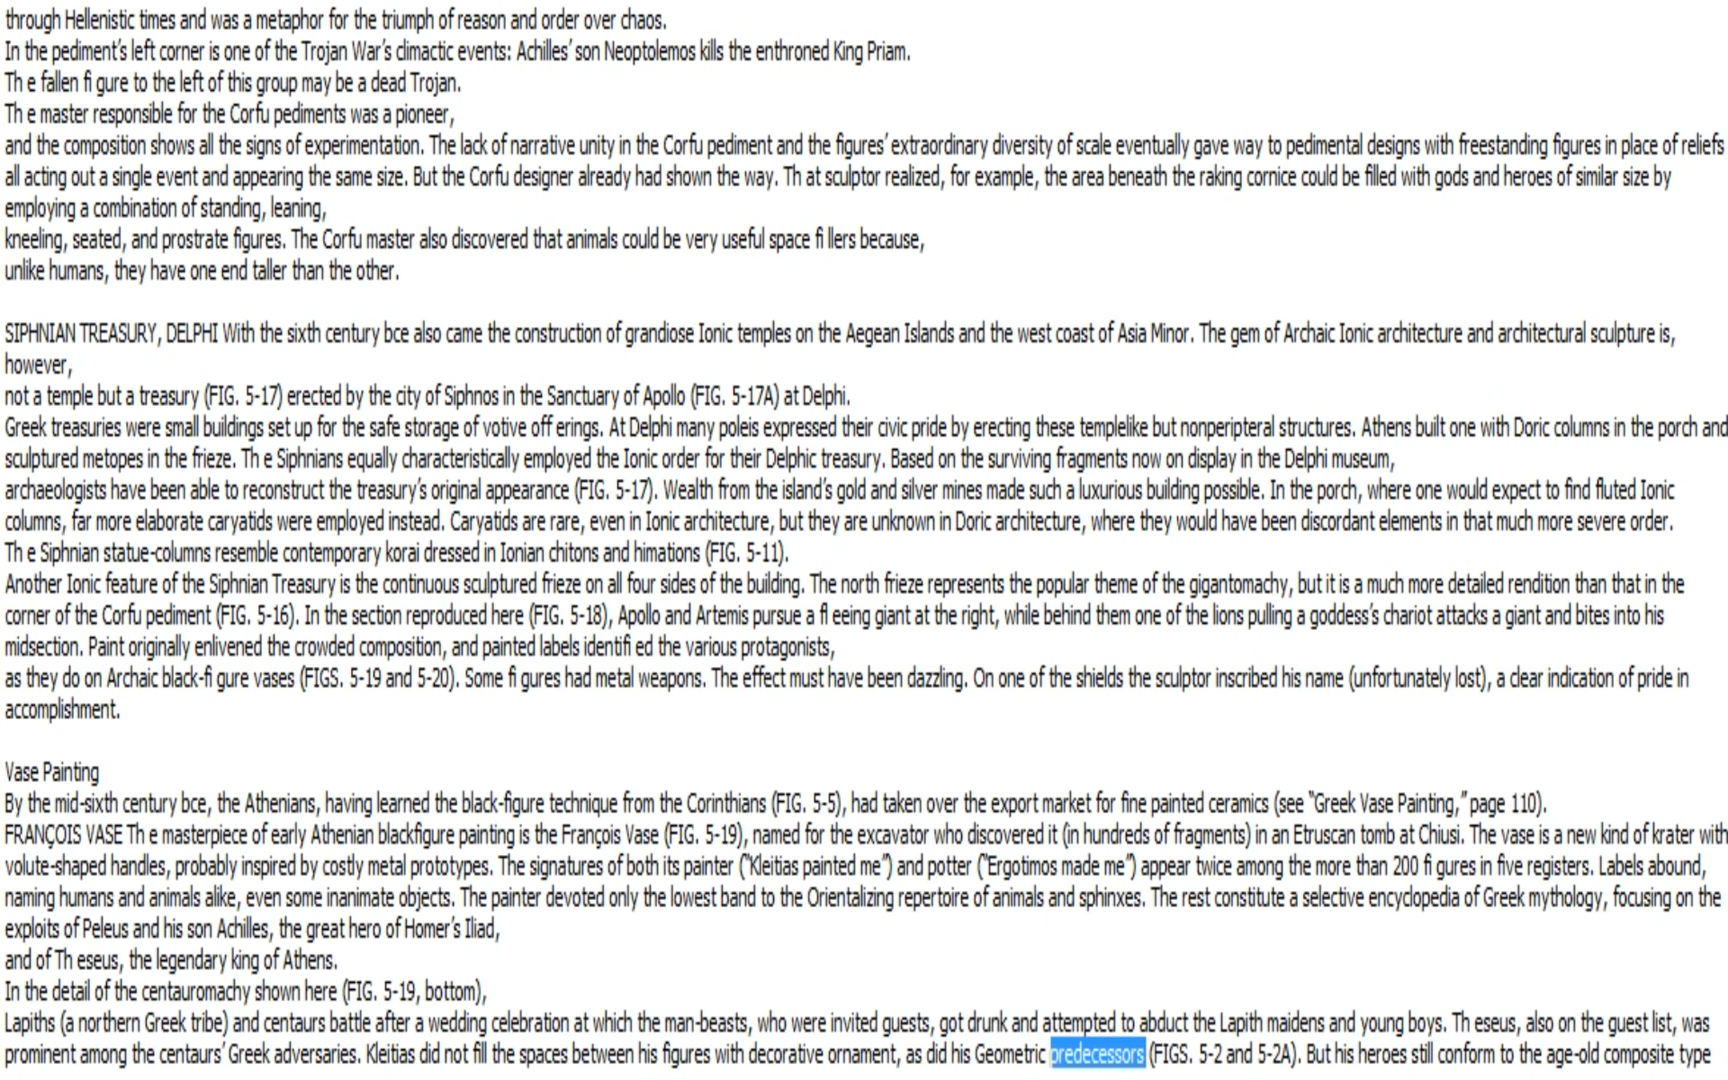 through Hellenistic times and was a metaphor for the triumph of reason and order over chaos.
In the pediment's left corner is one of the Trojan War's climactic events: Achilles' son Neoptolemos kills the enthroned King Priam.
Th e fallen fi gure to the left of this group may be a dead Trojan.
Th e master responsible for the Corfu pediments was a pioneer,
and the composition shows all the signs of experimentation. The lack of narrative unity in the Corfu pediment and the figures' extraordinary diversity of scale eventually gave way to pedimental designs with freestanding figures in place of reliefs
all acting out a single event and appearing the same size. But the Corfu designer already had shown the way. Th at sculptor realized, for example, the area beneath the raking cornice could be filled with gods and heroes of similar size by
employing a combination of standing, leaning,
kneeling, seated, and prostrate figures. The Corfu master also discovered that animals could be very useful space fi llers because,
unlike humans, they have one end taller than the other.
SIPHNIAN TREASURY, DELPHI With the sixth century bce also came the construction of grandiose Ionic temples on the Aegean Islands and the west coast of Asia Minor. The gem of Archaic Ionic architecture and architectural sculpture is,
however,
not a temple but a treasury (FIG. 5-17) erected by the city of Siphnos in the Sanctuary of Apollo (FIG. 5-17A) at Delphi.
Greek treasuries were small buildings set up for the safe storage of votive off erings. At Delphi many poleis expressed their civic pride by erecting these templelike but nonperipteral structures. Athens built one with Doric columns in the porch and
sculptured metopes in the frieze. Th e Siphnians equally characteristically employed the Ionic order for their Delphic treasury. Based on the surviving fragments now on display in the Delphi museum,
archaeologists have been able to reconstruct the treasury's original appearance (FIG. 5-17). Wealth from the island's gold and silver mines made such a luxurious building possible. In the porch, where one would expect to find fluted Ionic
columns, far more elaborate caryatids were employed instead. Caryatids are rare, even in Ionic architecture, but they are unknown in Doric architecture, where they would have been discordant elements in that much more severe order.
Th e Siphnian statue-columns resemble contemporary korai dressed in Ionian chitons and himations (FIG. 5-11).
Another Ionic feature of the Siphnian Treasury is the continuous sculptured frieze on all four sides of the building. The north frieze represents the popular theme of the gigantomachy, but it is a much more detailed rendition than that in the
corner of the Corfu pediment (FIG. 5-16). In the section reproduced here (FIG. 5-18), Apollo and Artemis pursue a fl eeing giant at the right, while behind them one of the lions pulling a goddess's chariot attacks a giant and bites into his
midsection. Paint originally enlivened the crowded composition, and painted labels identifi ed the various protagonists,
as they do on Archaic black-fi gure vases (FIGS. 5-19 and 5-20). Some fi gures had metal weapons. The effect must have been dazzling. On one of the shields the sculptor inscribed his name (unfortunately lost), a clear indication of pride in
accomplishment.
Vase Painting
By the mid-sixth century bce, the Athenians, having learned the black-figure technique from the Corinthians (FIG. 5-5), had taken over the export market for fine painted ceramics (see "Greek Vase Painting," page 110).
FRANÇOIS VASE Th e masterpiece of early Athenian blackfigure painting is the François Vase (FIG. 5-19), named for the excavator who discovered it (in hundreds of fragments) in an Etruscan tomb at Chiusi. The vase is a new kind of krater with
volute-shaped handles, probably inspired by costly metal prototypes. The signatures of both its painter ("Kleitias painted me") and potter ("Ergotimos made me") appear twice among the more than 200 fi gures in five registers. Labels abound,
naming humans and animals alike, even some inanimate objects. The painter devoted only the lowest band to the Orientalizing repertoire of animals and sphinxes. The rest constitute a selective encyclopedia of Greek mythology, focusing on the
exploits of Peleus and his son Achilles, the great hero of Homer's Iliad,
and of Th eseus, the legendary king of Athens.
In the detail of the centauromachy shown here (FIG. 5-19, bottom),
Lapiths (a northern Greek tribe) and centaurs battle after a wedding celebration at which the man-beasts, who were invited guests, got drunk and attempted to abduct the Lapith maidens and young boys. Th eseus, also on the guest list, was
prominent among the centaurs' Greek adversaries. Kleitias did not fill the spaces between his figures with decorative ornament, as did his Geometric predecessors (FIGS. 5-2 and 5-2A). But his heroes still conform to the age-old composite type